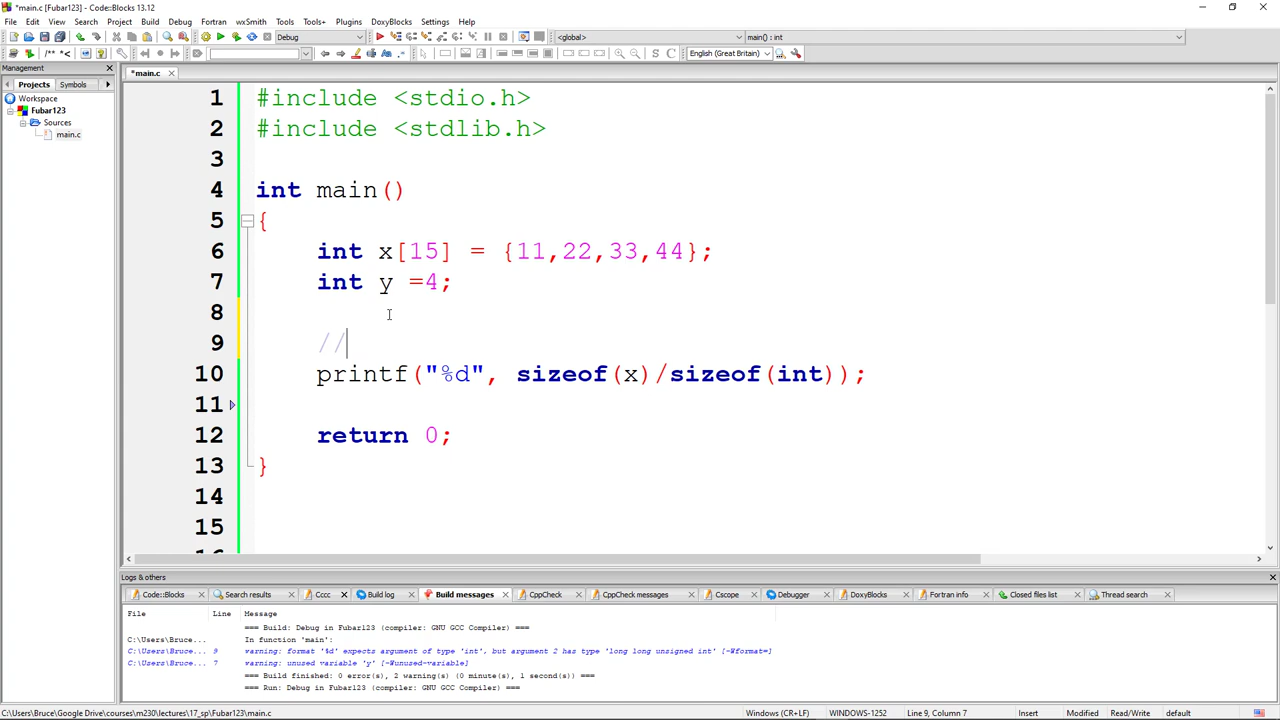 *main.c [Fubar123] - Code::Blocks 13.12
File Edit View Search Project Build Debug Fortran wxSmith Tools Tools+ Plugins DoxyBlocks Settings Help
Debug <global> main() : int
/** *< English (Great Britain)
Management
Projects Symbols
Workspace
Fubar123
Sources
main.c
*main.c
1 #include <stdio.h>
2 #include <stdlib.h>
3
4 int main()
5 {
6 int x[15] = {11,22,33,44};
7 int y =4;
8
9 //
10 printf("%d", sizeof(x)/sizeof(int));
11
12 return 0;
13 }
14
15
Logs & others
Code::Blocks Search results Cccc Build log Build messages CppCheck CppCheck messages Cscope Debugger DoxyBlocks Fortran info Closed files list Thread search
File Line Message
=== Build: Debug in Fubar123 (compiler: GNU GCC Compiler) ===
C:\Users\Bruce... In function 'main':
C:\Users\Bruce... 9 warning: format '%d' expects argument of type 'int', but argument 2 has type 'long long unsigned int' [-Wformat=]
C:\Users\Bruce... 7 warning: unused variable 'y' [-Wunused-variable]
=== Build finished: 0 error(s), 2 warning(s) (0 minute(s), 1 second(s)) ===
=== Run: Debug in Fubar123 (compiler: GNU GCC Compiler) ===
C:\Users\Bruce\Google Drive\courses\m230\lectures\17_sp\Fubar123\main.c Windows (CR+LF) WINDOWS-1252 Line 9, Column 7 Insert Modified Read/Write default